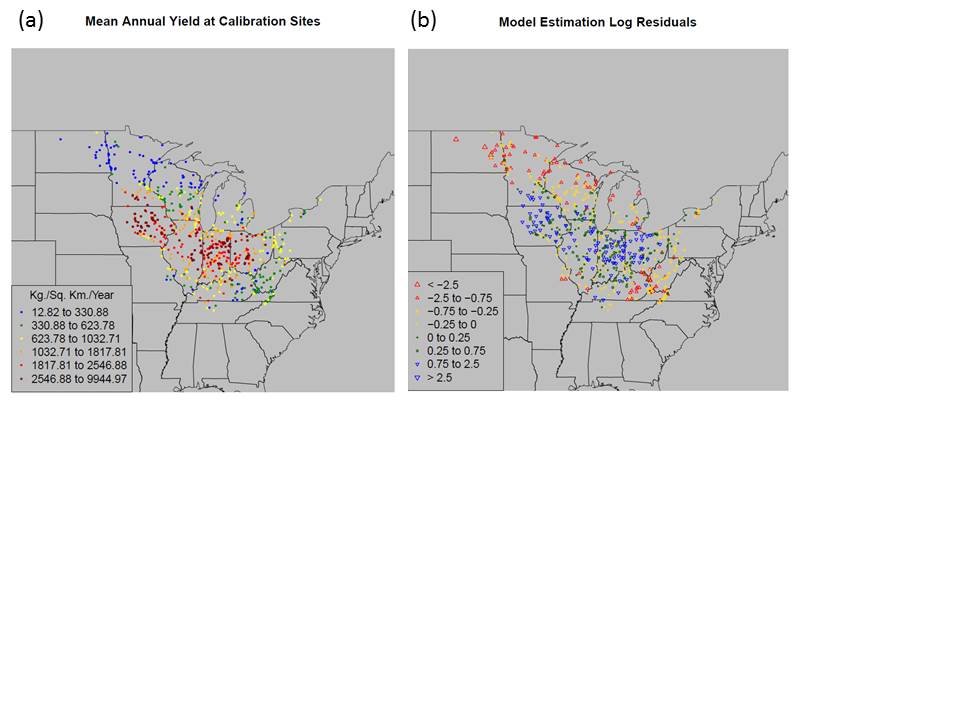 (a)
Mean Annual Yield at Calibration Sites
Kg./Sq. Km./Year
12.82 to 330.88
330.88 to 623.78
623.78 to 1032.71
1032.71 to 1817.81
1817.81 to 2546.88
2546.88 to 9944.97
(b)
Model Estimation Log Residuals
< −2.5
−2.5 to −0.75
−0.75 to −0.25
−0.25 to 0
0 to 0.25
0.25 to 0.75
0.75 to 2.5
> 2.5